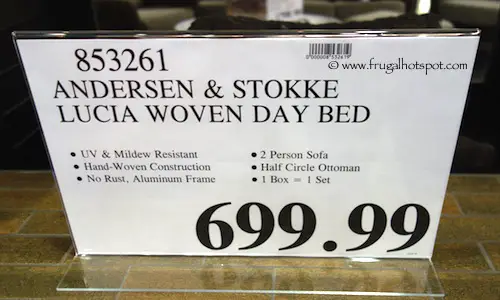 853261
© www.frugalhotspot.com
ANDERSEN & STOKKE
LUCIA WOVEN DAY BED
• UV & Mildew Resistant
• Hand-Woven Construction
• No Rust, Aluminum Frame
• 2 Person Sofa
• Half Circle Ottoman
• 1 Box = 1 Set
699.99